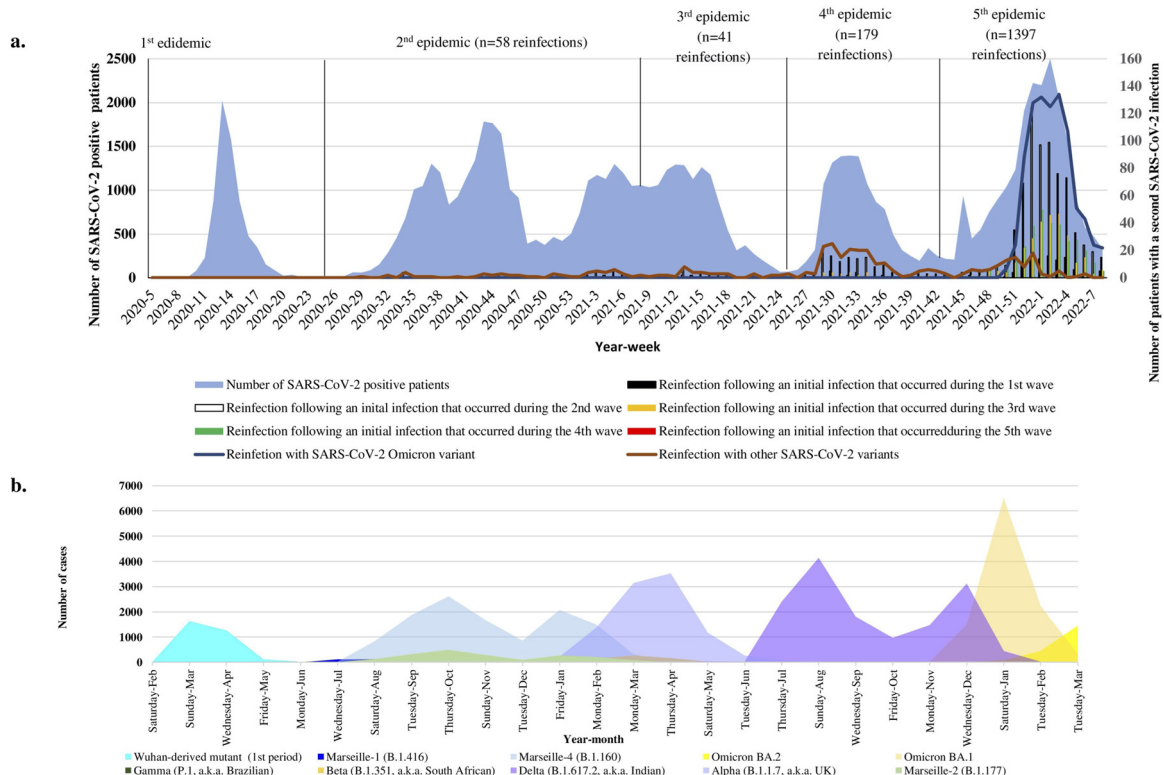 a.
1st edidemic
2nd epidemic (n=58 reinfections)
3rd epidemic
(n=41
reinfections)
4th epidemic
(n=179
reinfections)
5th epidemic
(n=1397
reinfections)
Number of SARS-CoV-2 positive patients
2500
2000
1500
1000
500
0
160
140
120
100
80
60
40
20
0
Number of patients with a second SARS-CoV-2 infection
2020-5
2020-8
2020-11
2020-14
2020-17
2020-20
2020-23
2020-26
2020-29
2020-32
2020-35
2020-38
2020-41
2020-44
2020-47
2020-50
2020-53
2021-3
2021-6
2021-9
2021-12
2021-15
2021-18
2021-21
2021-24
2021-27
2021-30
2021-33
2021-36
2021-39
2021-42
2021-45
2021-48
2021-51
2022-1
2022-4
2022-7
Year-week
Number of SARS-CoV-2 positive patients
Reinfection following an initial infection that occurred during the 1st wave
Reinfection following an inital infection that occurred during the 2nd wave
Reinfection following an initial infection that occurred during the 3rd wave
Reinfection following an initial infection that occurred during the 4th wave
Reinfection following an initial infection that occurredduring the 5th wave
Reinfetion with SARS-CoV-2 Omicron variant
Reinfection with other SARS-CoV-2 variants
b.
Number of cases
7000
6000
5000
4000
3000
2000
1000
0
Saturday-Feb
Sunday-Mar
Wednesday-Apr
Friday-May
Monday-Jun
Wednesday-Jul
Saturday-Aug
Tuesday-Sep
Thursday-Oct
Sunday-Nov
Tuesday-Dec
Friday-Jan
Monday-Feb
Monday-Mar
Thursday-Apr
Saturday-May
Tuesday-Jun
Thursday-Jul
Sunday-Aug
Wednesday-Sep
Friday-Oct
Monday-Nov
Wednesday-Dec
Saturday-Jan
Tuesday-Feb
Tuesday-Mar
Year-month
Wuhan-derived mutant (1st period)
Marseille-1 (B.1.416)
Marseille-4 (B.1.160)
Omicron BA.2
Omicron BA.1
Gamma (P.1, a.k.a. Brazilian)
Beta (B.1.351, a.k.a. South African)
Delta (B.1.617.2, a.k.a. Indian)
Alpha (B.1.1.7, a.k.a. UK)
Marseille-2 (B.1.177)